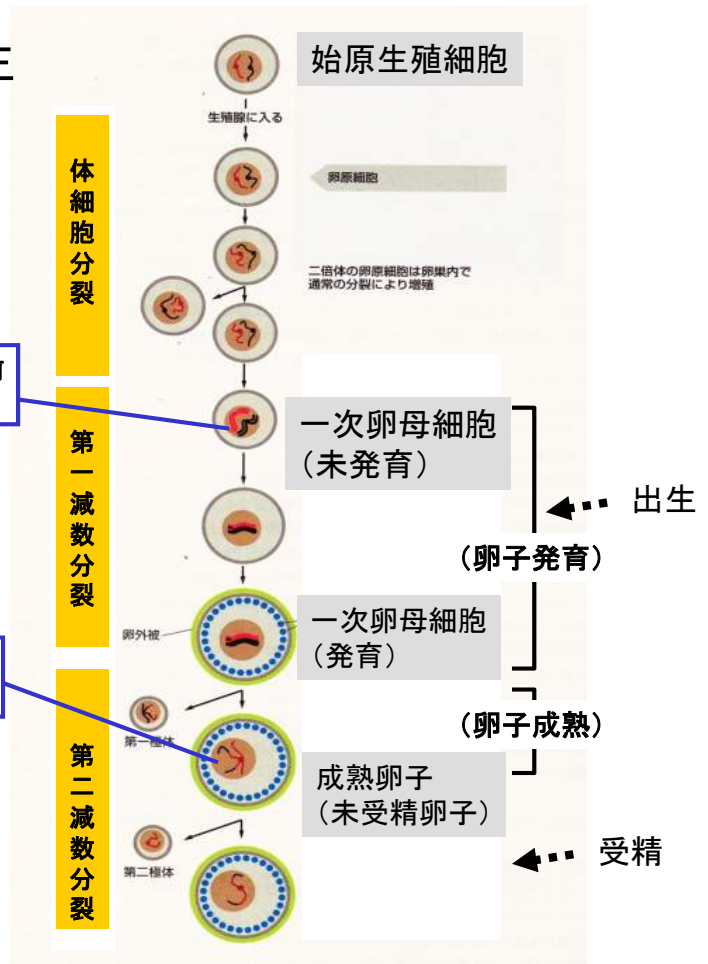 始原生殖細胞
生殖腺に入る
卵原細胞
体細胞分裂
二倍体の卵原細胞は卵巣内で
通常の分裂により増殖
第一減数分裂
一次卵母細胞
（未発育）
出生
（卵子発育）
一次卵母細胞
（発育）
卵外被
（卵子成熟）
第一極体
第二減数分裂
成熟卵子
（未受精卵子）
受精
第二極体